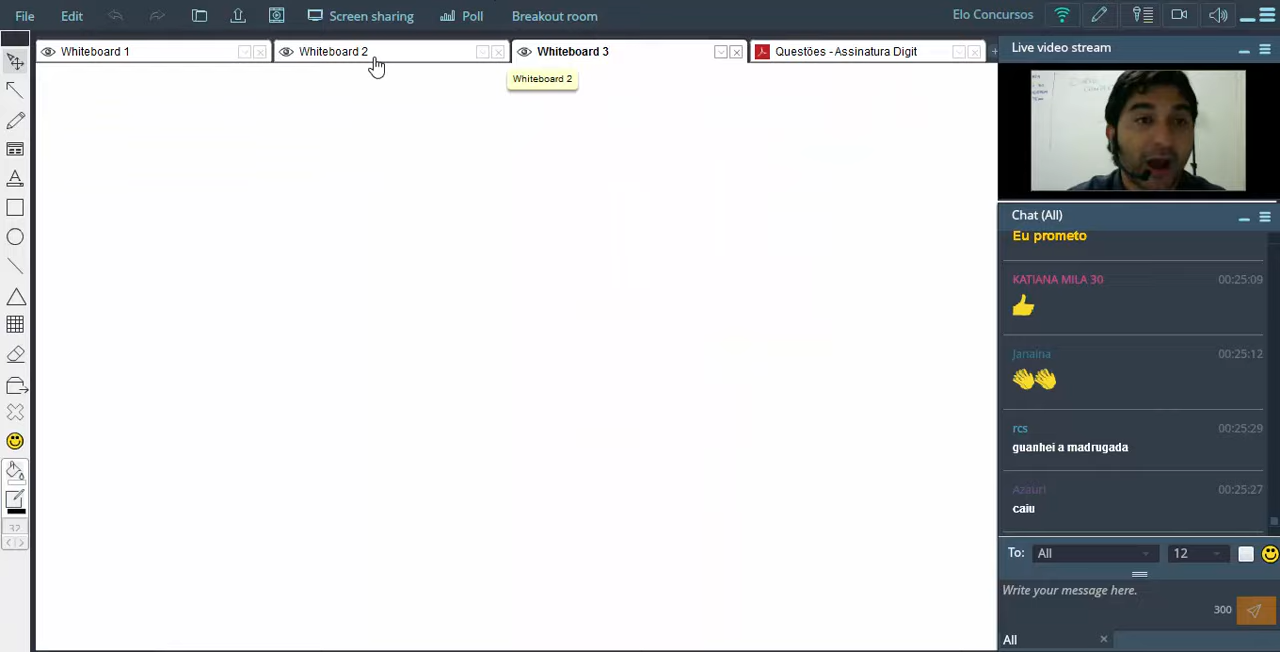 File Edit Screen sharing Poll Breakout room Elo Concursos
Whiteboard 1 Whiteboard 2 Whiteboard 3 Questões - Assinatura Digit
Whiteboard 2
Live video stream
Chat (All)
Eu prometo
KATIANA MILA 30 00:25:09
Janaina 00:25:12
rcs 00:25:29
guanhei a madrugada
Azauri 00:25:27
caiu
To: All 12
Write your message here.
300
All